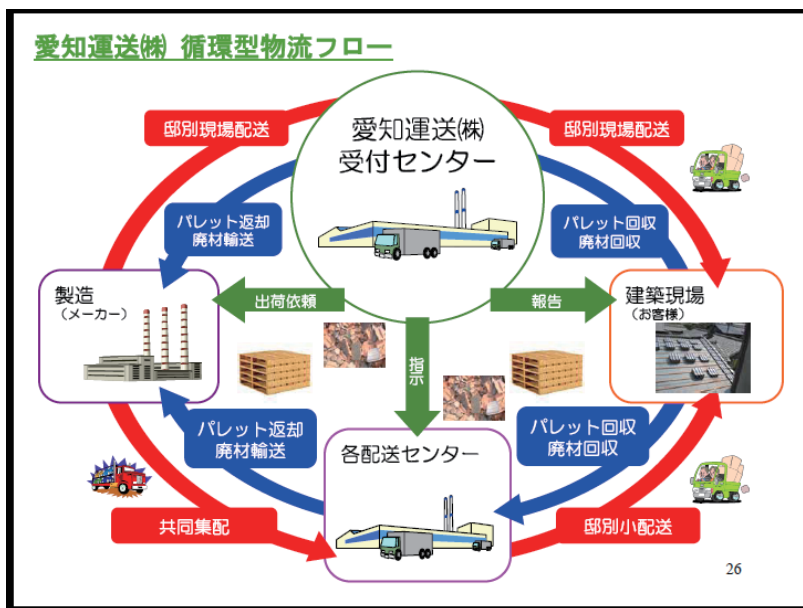 愛知運送㈱ 循環型物流フロー
邸別現場配送
愛知運送㈱
受付センター
邸別現場配送
パレット返却
廃材輸送
パレット回収
廃材回収
製造
（メーカー）
出荷依頼
報告
建築現場
（お客様）
指示
パレット返却
廃材輸送
パレット回収
廃材回収
各配送センター
共同集配
邸別小配送
26